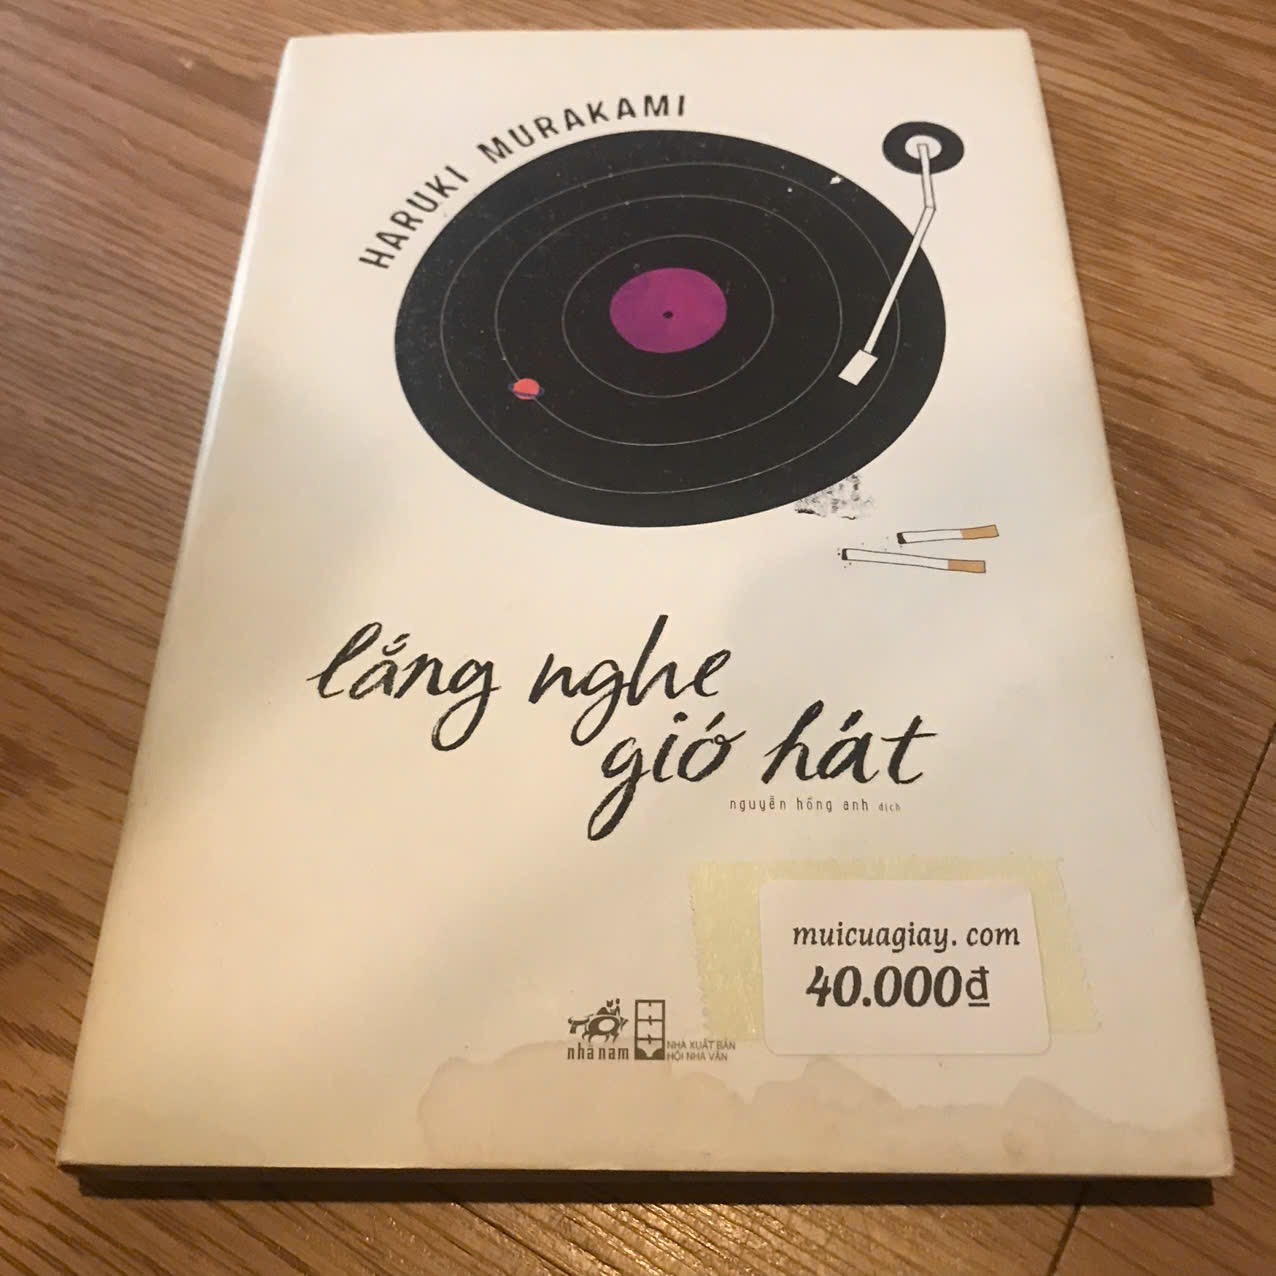 HARUKI MURAKAMI
lắng nghe
gió hát
nguyễn hồng anh dịch
muicuagiay.com
40.000đ
nhã nam
NHÀ XUẤT BẢN
HỘI NHÀ VĂN